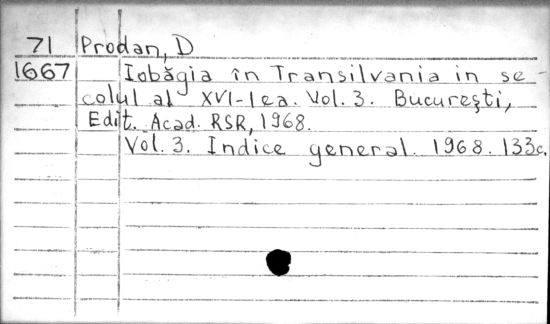 71 Prodan, D
1667 Iobăgia în Transilvania in se-
colul al XVI-lea. Vol. 3. Bucureşti,
Edit. Acad. RSR, 1968.
Vol. 3. Indice general. 1968. 133c.